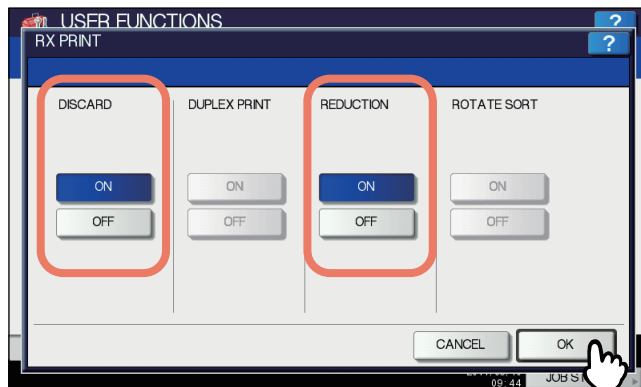 USER FUNCTIONS
?
RX PRINT
?
DISCARD
DUPLEX PRINT
REDUCTION
ROTATE SORT
ON
ON
ON
ON
OFF
OFF
OFF
OFF
CANCEL
OK
JOB ST
09:44